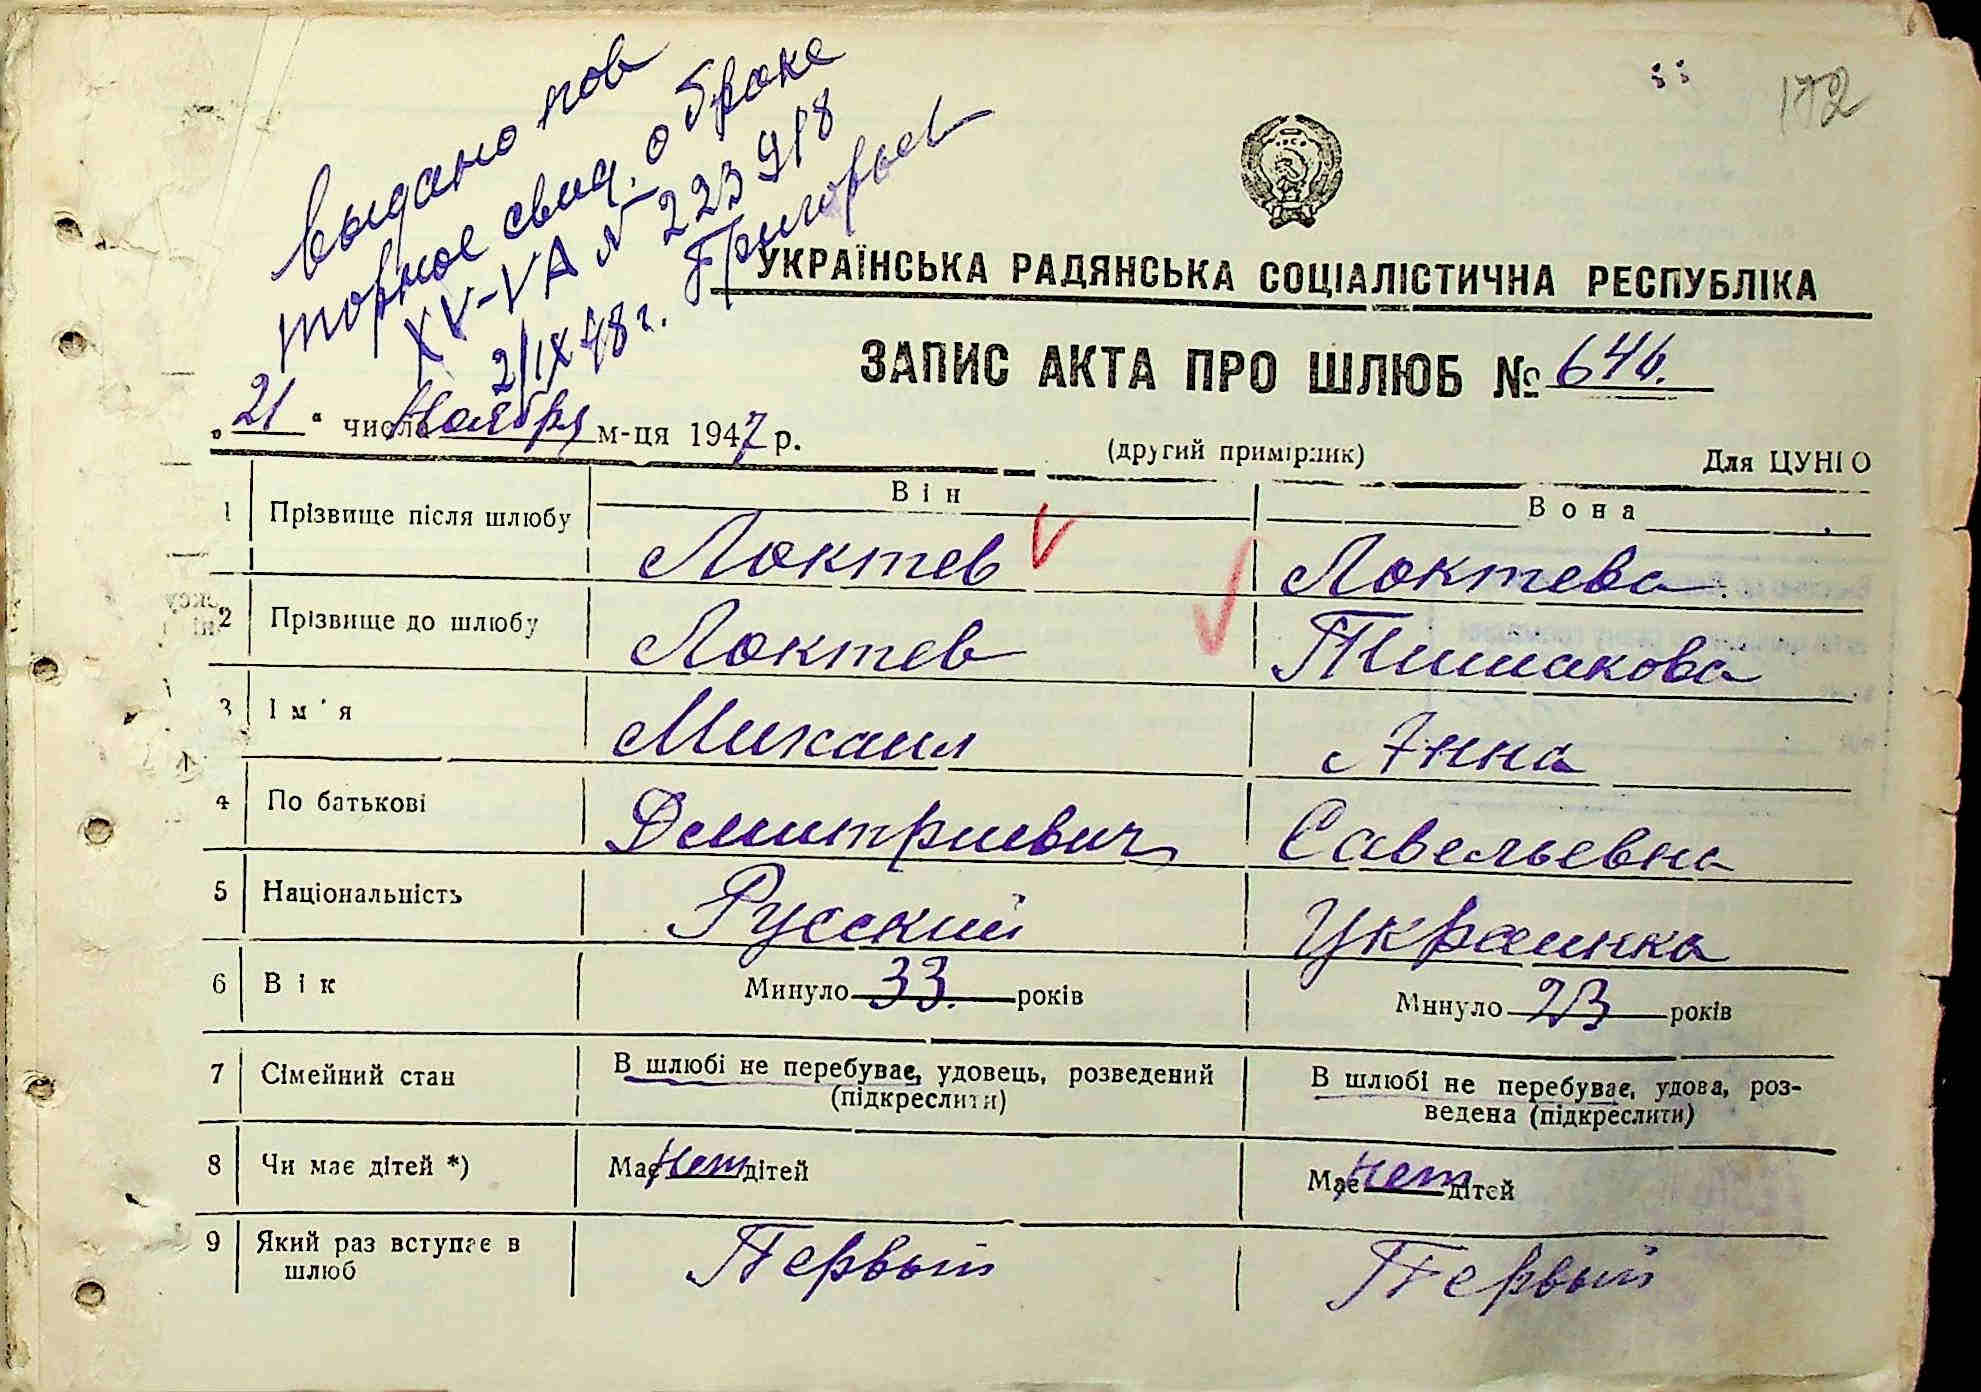 172
выдано пов
торное свид. о браке
XV-VA № 223918
2/IX 48 г. Григорьев
УКРАЇНСЬКА РАДЯНСЬКА СОЦІАЛІСТИЧНА РЕСПУБЛІКА
ЗАПИС АКТА ПРО ШЛЮБ № 646.
„21“ числа Ноября м-ця 1947 р. (другий примірник) Для ЦУНГО
Він Вона
1 Прізвище після шлюбу Локтев Локтева
2 Прізвище до шлюбу Локтев Тишакова
3 Ім'я Михаил Анна
4 По батькові Демитриевич Савельевна
5 Національність Русский Украинка
6 Вік Минуло 33. років Минуло 23 років
7 Сімейний стан В шлюбі не перебуває, удовець, розведений (підкреслити) В шлюбі не перебуває, удова, розведена (підкреслити)
8 Чи має дітей *) Має нет дітей Має нет дітей
9 Який раз вступає в шлюб Первый Первый